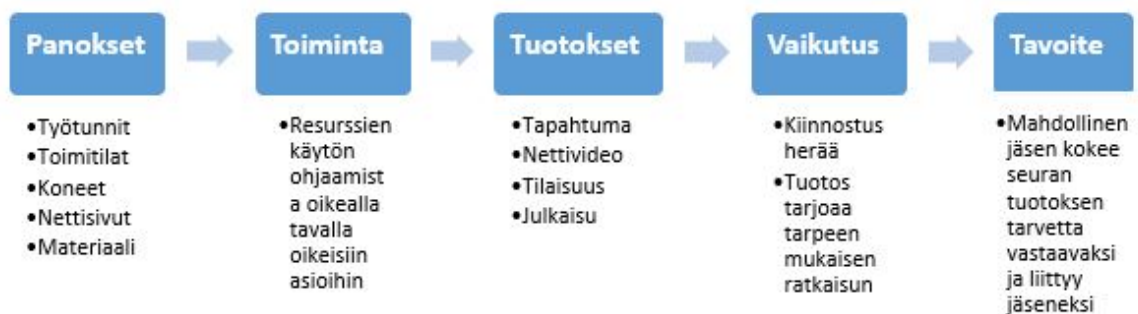 Panokset
•Työtunnit
•Toimitilat
•Koneet
•Nettisivut
•Materiaali
Toiminta
•Resurssien
käytön
ohjaamist
a oikealla
tavalla
oikeisiin
asioihin
Tuotokset
•Tapahtuma
•Nettivideo
•Tilaisuus
•Julkaisu
Vaikutus
•Kiinnostus
herää
•Tuotos
tarjoaa
tarpeen
mukaisen
ratkaisun
Tavoite
•Mahdollinen
jäsen kokee
seuran
tuotoksen
tarvetta
vastaavaksi
ja liittyy
jäseneksi